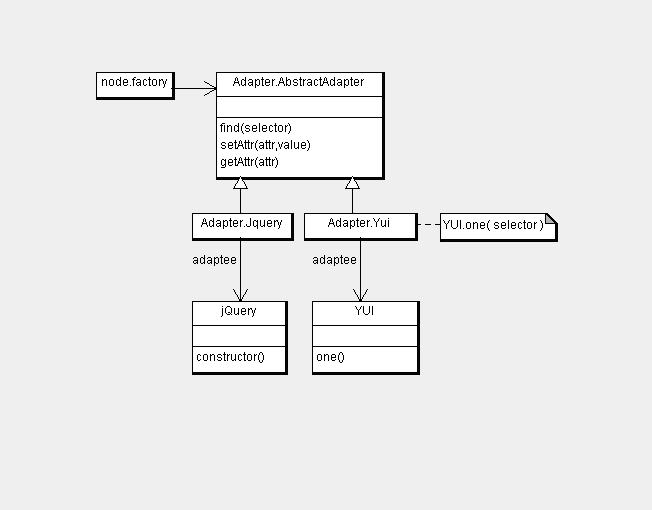 node.factory
Adapter.AbstractAdapter
find(selector)
setAttr(attr,value)
getAttr(attr)
Adapter.Jquery
Adapter.Yui
YUI.one( selector )
adaptee
adaptee
jQuery
YUI
constructor()
one()